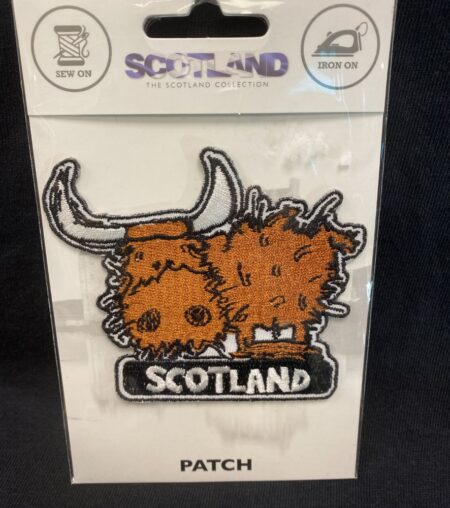 SEW ON
SCOTLAND
THE SCOTLAND COLLECTION
IRON ON
SCOTLAND
PATCH